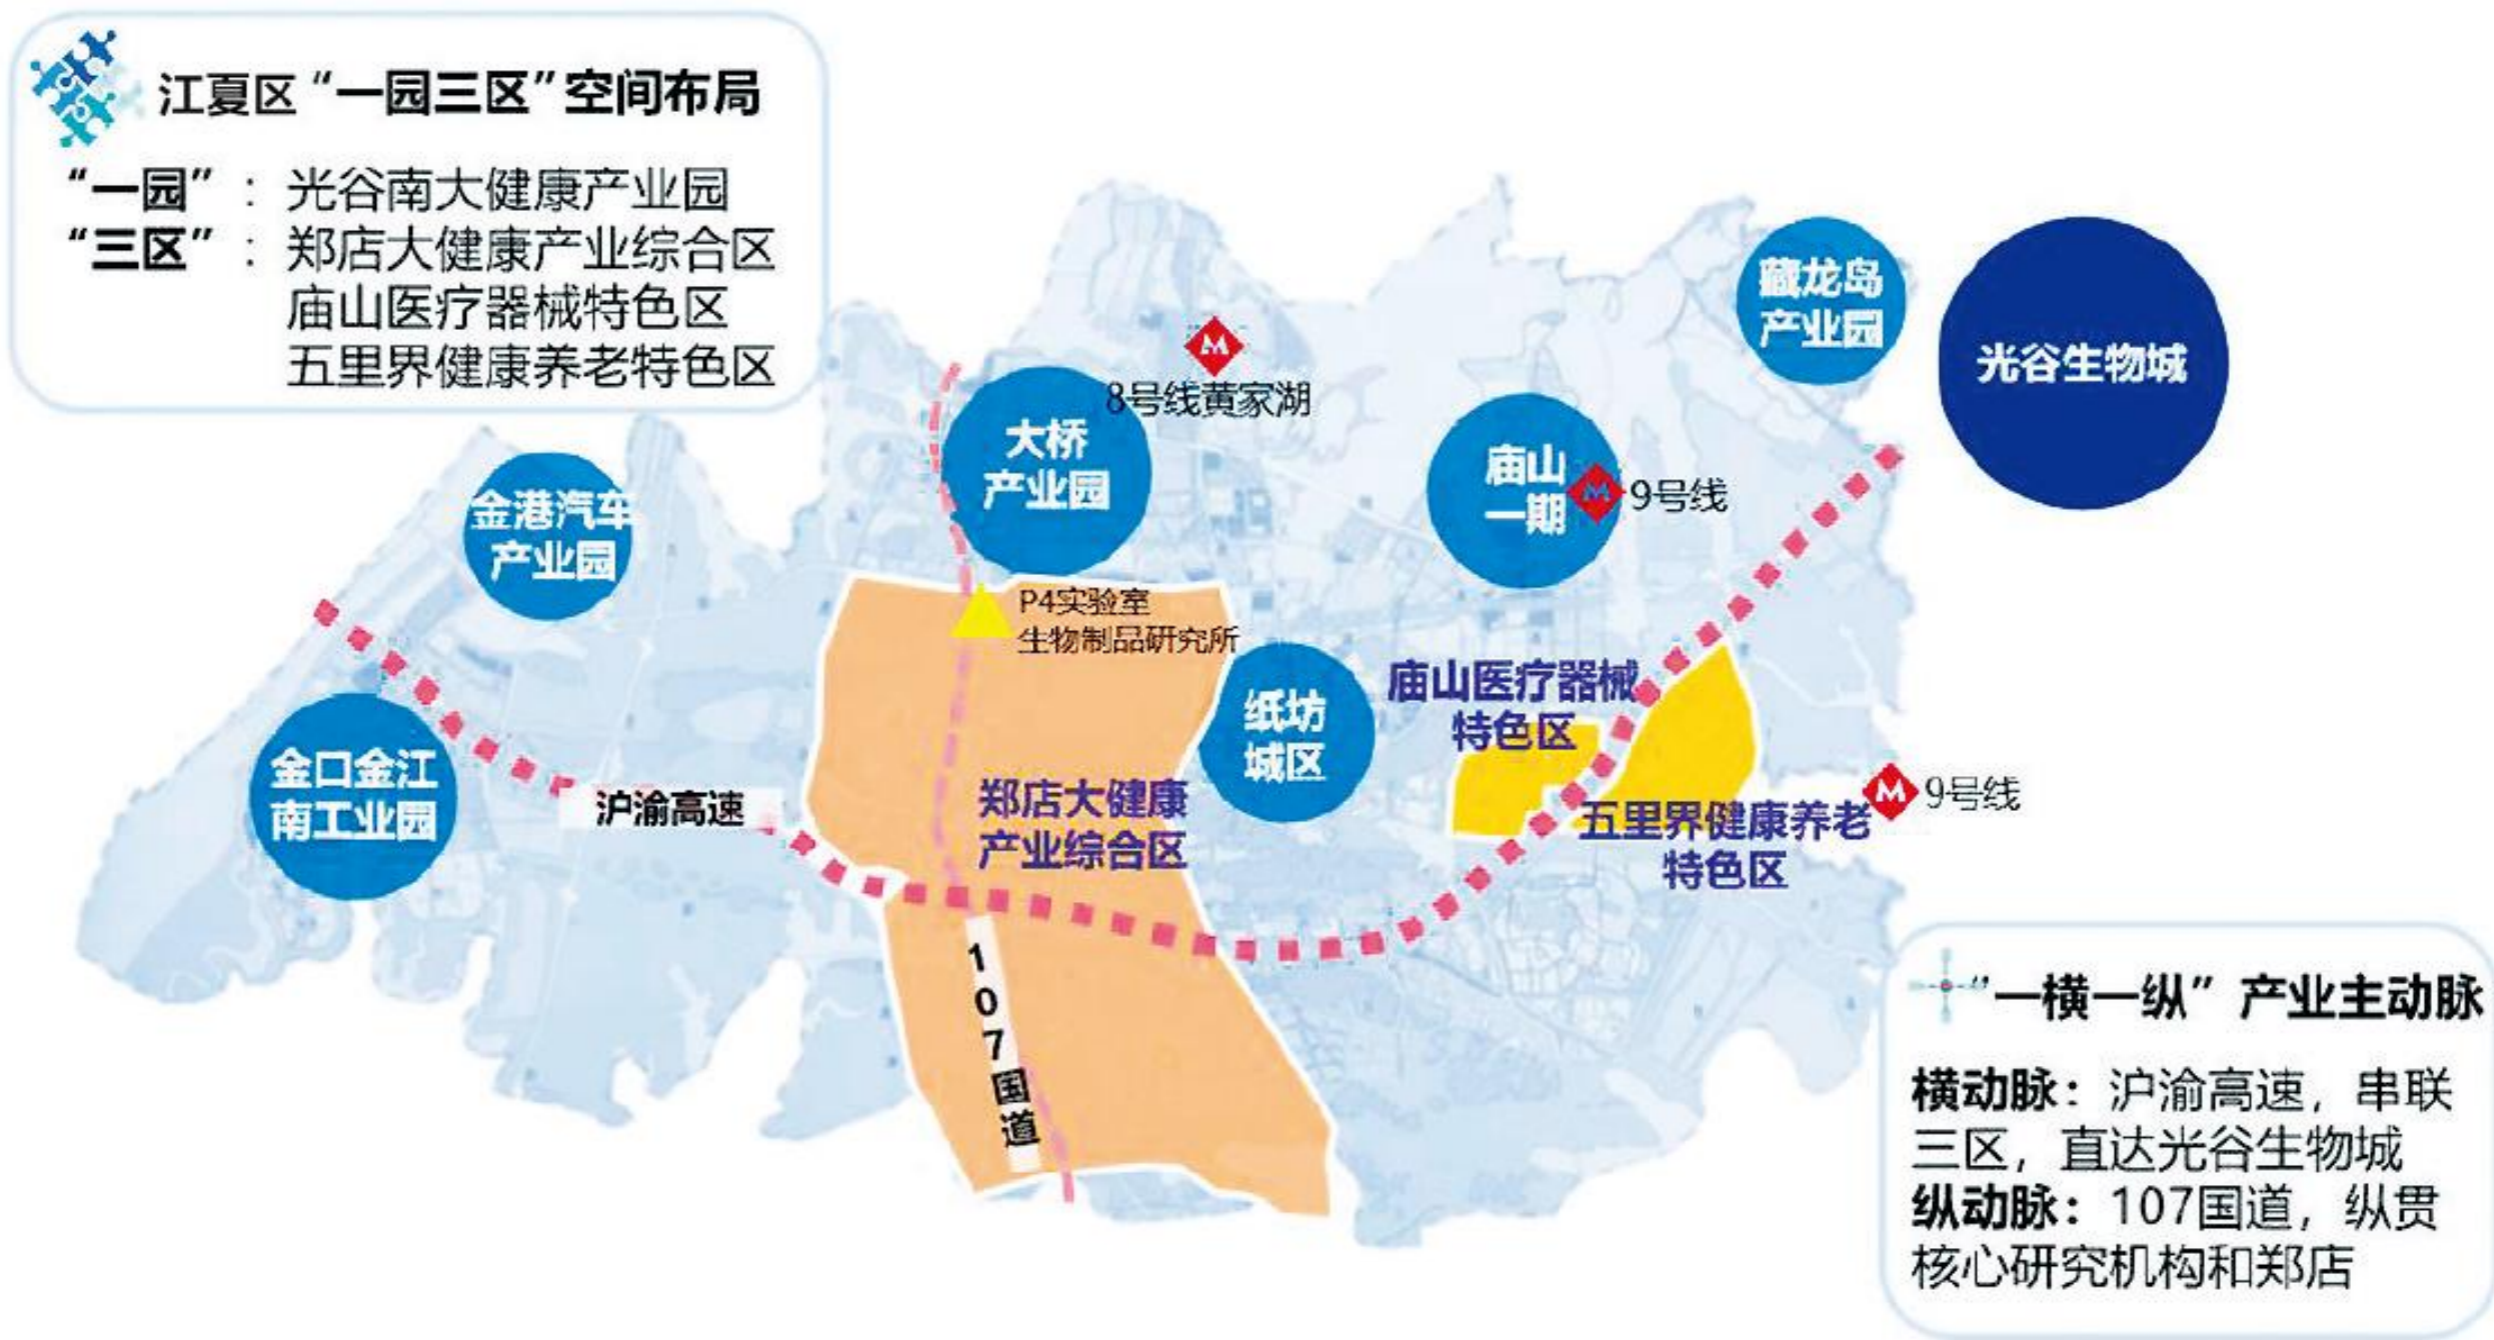 江夏区“一园三区”空间布局
“一园”：光谷南大健康产业园
“三区”：郑店大健康产业综合区
庙山医疗器械特色区
五里界健康养老特色区
藏龙岛
产业园
光谷生物城
8号线黄家湖
大桥
产业园
庙山
一期
9号线
金港汽车
产业园
P4实验室
生物制品研究所
纸坊
城区
庙山医疗器械
特色区
金口金江
南工业园
沪渝高速
郑店大健康
产业综合区
五里界健康养老
特色区
9号线
107国道
“一横一纵”产业主动脉
横动脉：沪渝高速，串联
三区，直达光谷生物城
纵动脉：107国道，纵贯
核心研究机构和郑店